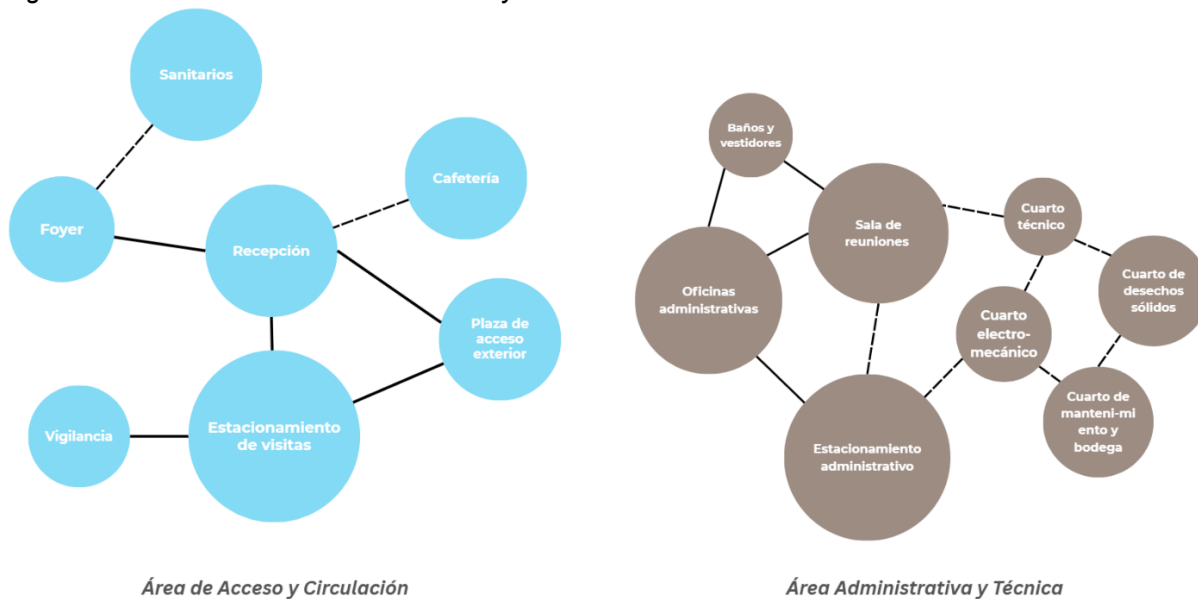 Sanitarios
Cafetería
Foyer
Recepción
Plaza de
acceso
exterior
Vigilancia
Estacionamiento
de visitas
Área de Acceso y Circulación
Baños y
vestidores
Sala de
reuniones
Cuarto
técnico
Oficinas
administrativas
Cuarto de
desechos
sólidos
Cuarto
electro-
mecánico
Cuarto de
manteni-mi
ento y
bodega
Estacionamiento
administrativo
Área Administrativa y Técnica